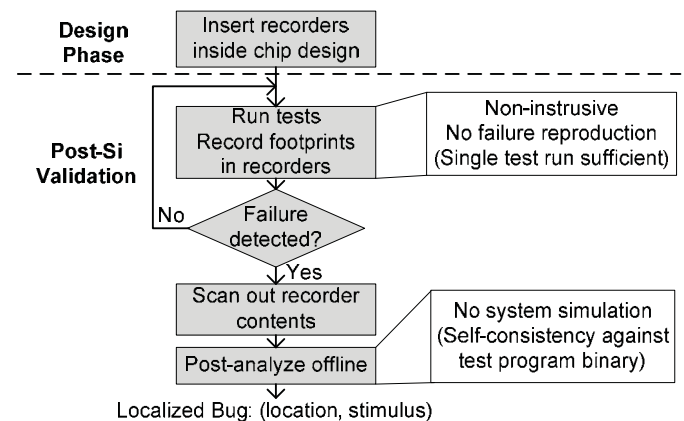 Design
Phase
Insert recorders
inside chip design
Post-Si
Validation
Run tests
Record footprints
in recorders
Non-instrusive
No failure reproduction
(Single test run sufficient)
No
Failure
detected?
Yes
Scan out recorder
contents
Post-analyze offline
No system simulation
(Self-consistency against
test program binary)
Localized Bug: (location, stimulus)